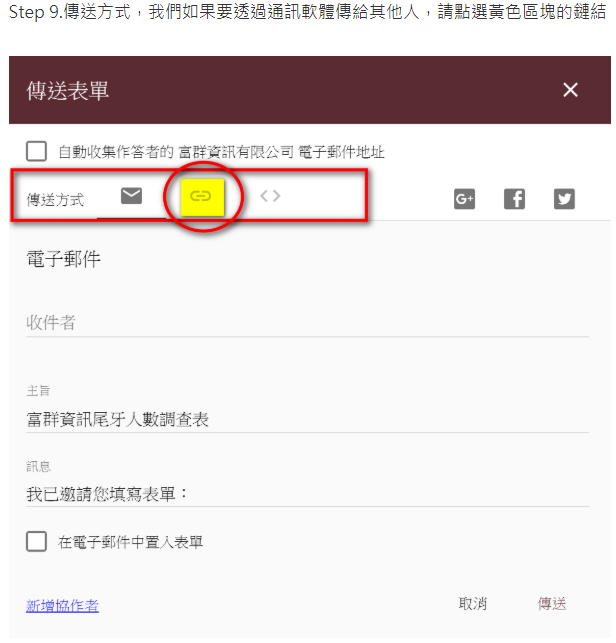 Step 9.傳送方式，我們如果要透過通訊軟體傳給其他人，請點選黃色區塊的鏈結
傳送表單
自動收集作答者的 富群資訊有限公司 電子郵件地址
傳送方式
電子郵件
收件者
主旨
富群資訊尾牙人數調查表
訊息
我已邀請您填寫表單：
在電子郵件中置入表單
新增協作者 取消 傳送